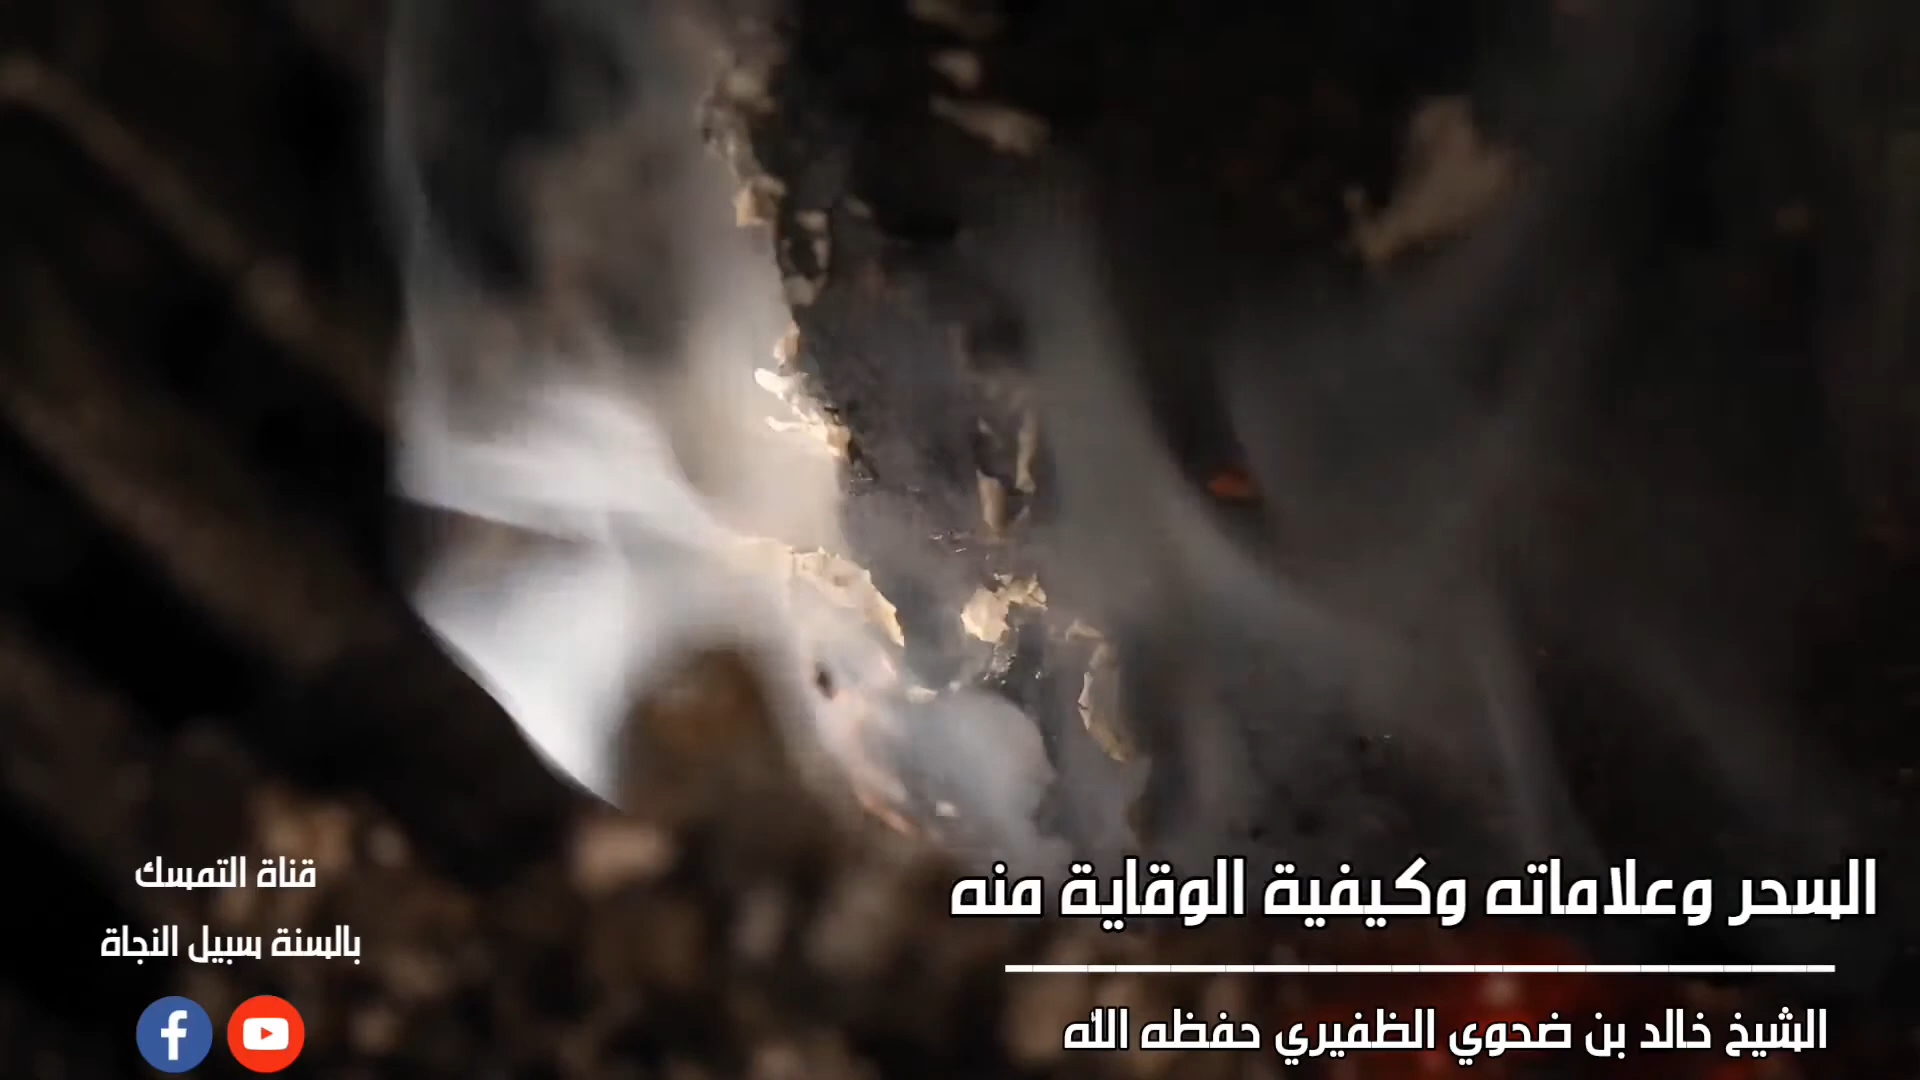 السحر وعلاماته وكيفية الوقاية منه
الشيخ خالد بن ضحوي الظفيري حفظه الله
قناة التمسك
بالسنة سبيل النجاة